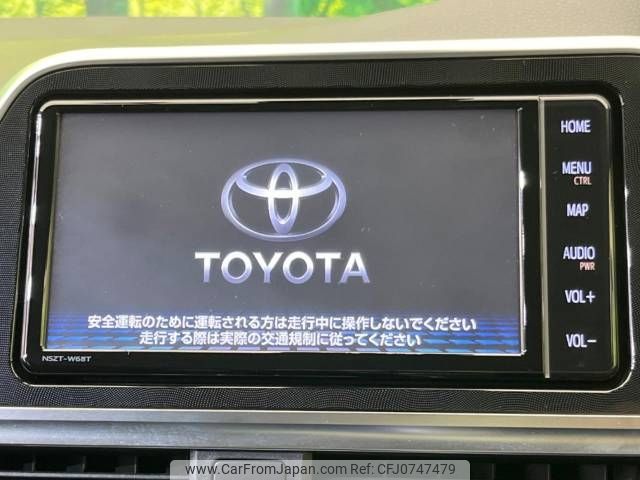 TOYOTA
安全運転のために運転される方は走行中に操作しないでください
走行する際は実際の交通規制に従ってください
NSZT-W68T
HOME
MENU
CTRL
MAP
AUDIO
PWR
VOL+
VOL-
www.CarFromJapan.com | Car No. CFJ0747479